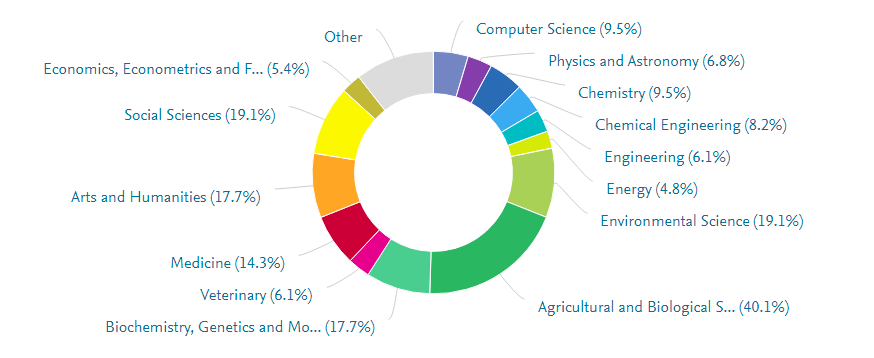 Computer Science (9.5%)
Physics and Astronomy (6.8%)
Chemistry (9.5%)
Chemical Engineering (8.2%)
Engineering (6.1%)
Energy (4.8%)
Environmental Science (19.1%)
Agricultural and Biological S... (40.1%)
Biochemistry, Genetics and Mo... (17.7%)
Veterinary (6.1%)
Medicine (14.3%)
Arts and Humanities (17.7%)
Social Sciences (19.1%)
Economics, Econometrics and F... (5.4%)
Other